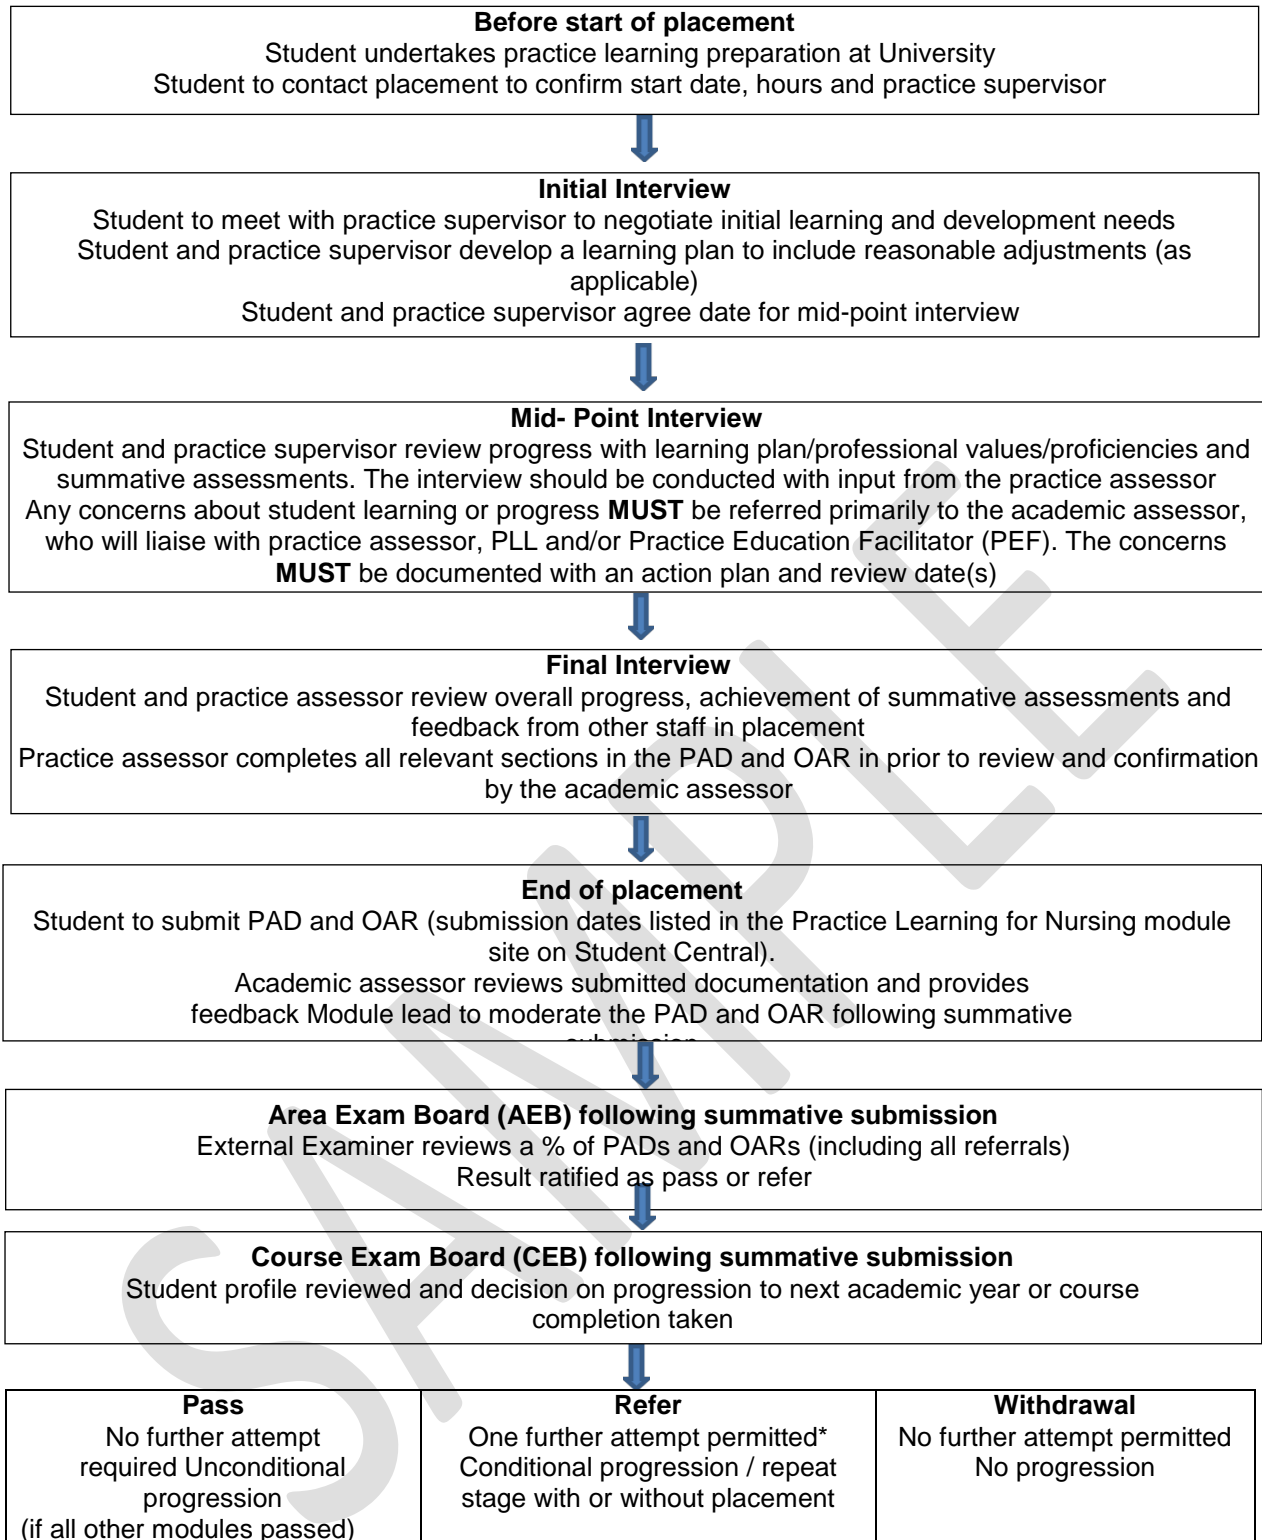 Before start of placement
Student undertakes practice learning preparation at University
Student to contact placement to confirm start date, hours and practice supervisor
Initial Interview
Student to meet with practice supervisor to negotiate initial learning and development needs
Student and practice supervisor develop a learning plan to include reasonable adjustments (as
applicable)
Student and practice supervisor agree date for mid-point interview
Mid- Point Interview
Student and practice supervisor review progress with learning plan/professional values/proficiencies and
summative assessments. The interview should be conducted with input from the practice assessor
Any concerns about student learning or progress MUST be referred primarily to the academic assessor,
who will liaise with practice assessor, PLL and/or Practice Education Facilitator (PEF). The concerns
MUST be documented with an action plan and review date(s)
Final Interview
Student and practice assessor review overall progress, achievement of summative assessments and
feedback from other staff in placement
Practice assessor completes all relevant sections in the PAD and OAR in prior to review and confirmation
by the academic assessor
End of placement
Student to submit PAD and OAR (submission dates listed in the Practice Learning for Nursing module
site on Student Central).
Academic assessor reviews submitted documentation and provides
feedback Module lead to moderate the PAD and OAR following summative
Area Exam Board (AEB) following summative submission
External Examiner reviews a % of PADs and OARs (including all referrals)
Result ratified as pass or refer
Course Exam Board (CEB) following summative submission
Student profile reviewed and decision on progression to next academic year or course
completion taken
Pass
No further attempt
required Unconditional
progression
(if all other modules passed)
Refer
One further attempt permitted*
Conditional progression / repeat
stage with or without placement
Withdrawal
No further attempt permitted
No progression
SAMPLE